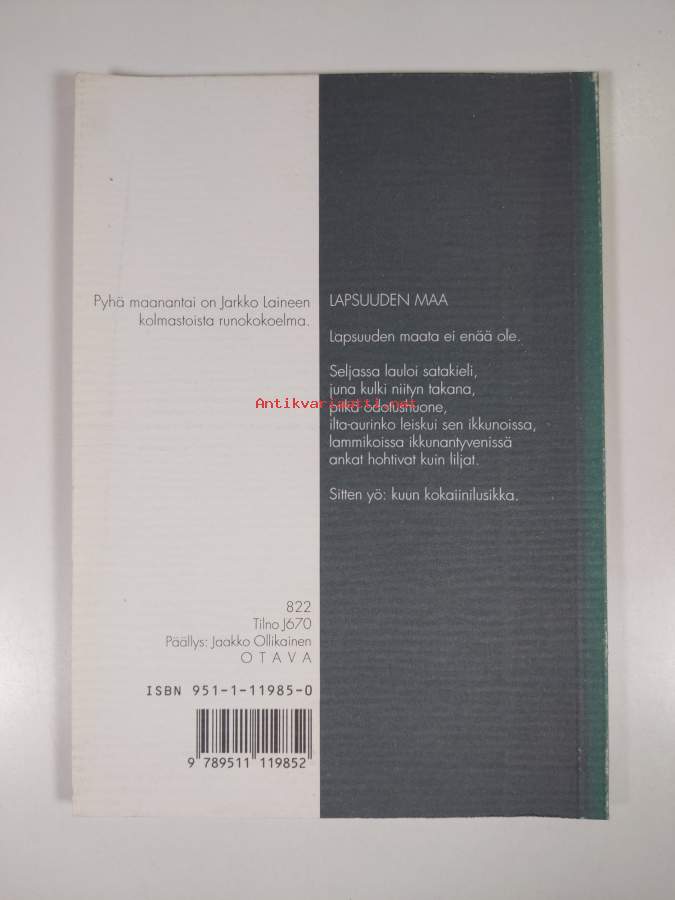 Pyhä maanantai on Jarkko Laineen
kolmastoista runokokoelma.
LAPSUUDEN MAA
Lapsuuden maata ei enää ole.
Seljassa lauloi satakieli,
juna kulki niityn takana,
pitkä odotushuone,
ilta-aurinko leiskui sen ikkunoissa,
lammikoissa ikkunantyvenissä
ankat hohtivat kuin liljat.
Sitten yö: kuun kokaiinilusikka.
Antikvariaatti.net
822
Tilno J670
Päällys: Jaakko Ollikainen
OTAVA
ISBN 951-1-11985-0
9 789511 119852